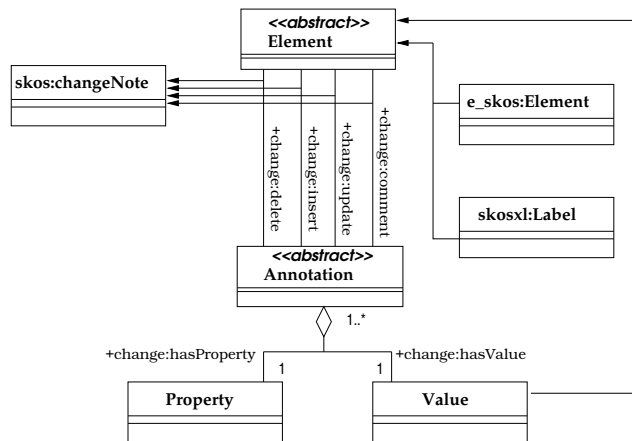 <<abstract>>
Element
skos:changeNote
e_skos:Element
+change:delete
+change:insert
+change:update
+change:comment
skosxl:Label
<<abstract>>
Annotation
1..*
+change:hasProperty
+change:hasValue
1
1
Property
Value